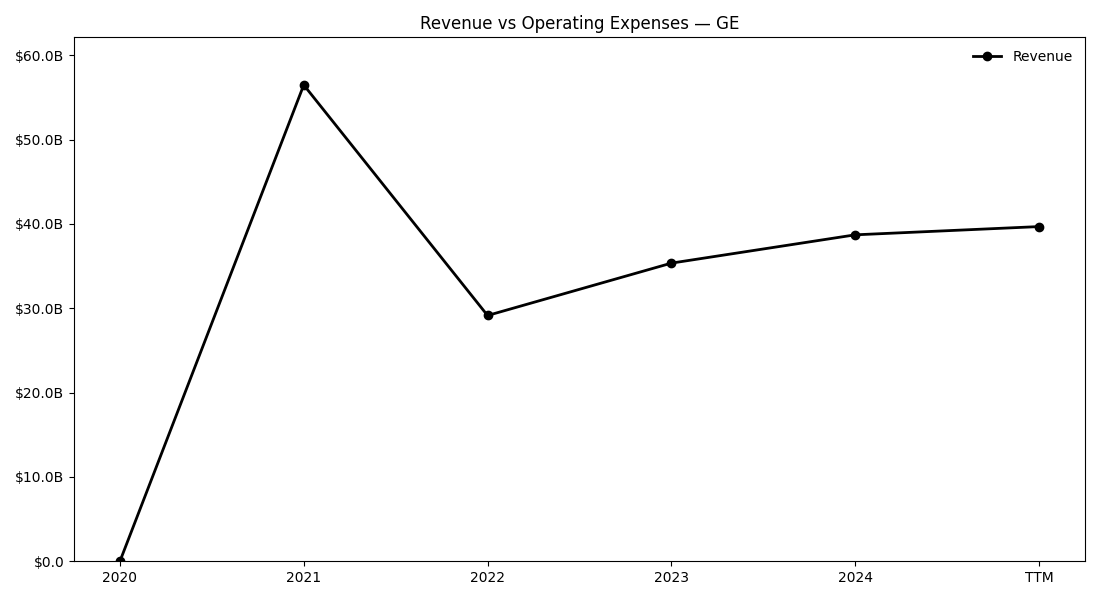 Revenue vs Operating Expenses — GE
$60.0B
$50.0B
$40.0B
$30.0B
$20.0B
$10.0B
$0.0
Revenue
2020 2021 2022 2023 2024 TTM